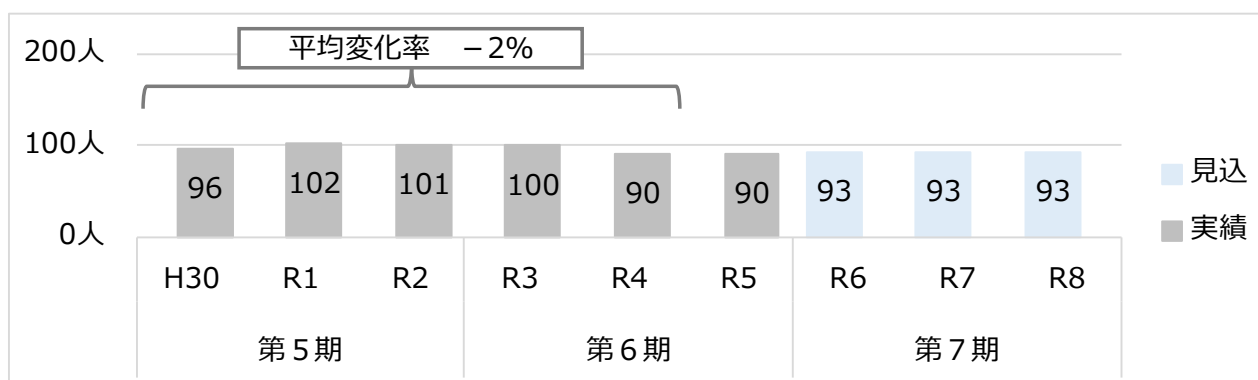 平均変化率　－2%
200人
100人
0人
96 102 101 100 90 90 93 93 93
見込
実績
H30 R1 R2 R3 R4 R5 R6 R7 R8
第５期 第６期 第７期